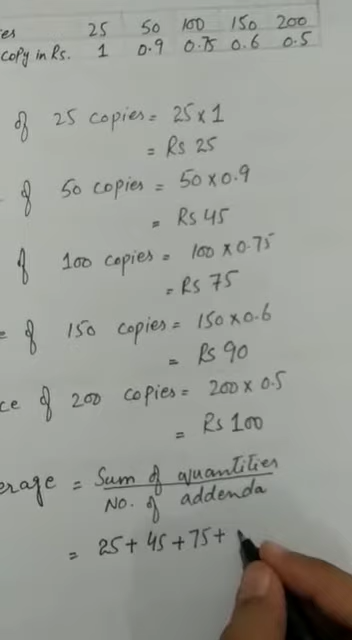 es 25 50 100 150 200
copy in Rs. 1 0.9 0.75 0.6 0.5
of 25 copies = 25 x 1
= Rs 25
of 50 copies = 50 x 0.9
= Rs 45
of 100 copies = 100 x 0.75
= Rs 75
e of 150 copies = 150 x 0.6
= Rs 90
ce of 200 copies = 200 x 0.5
= Rs 100
erage = Sum of quantities
No. of addenda
= 25 + 45 + 75 +